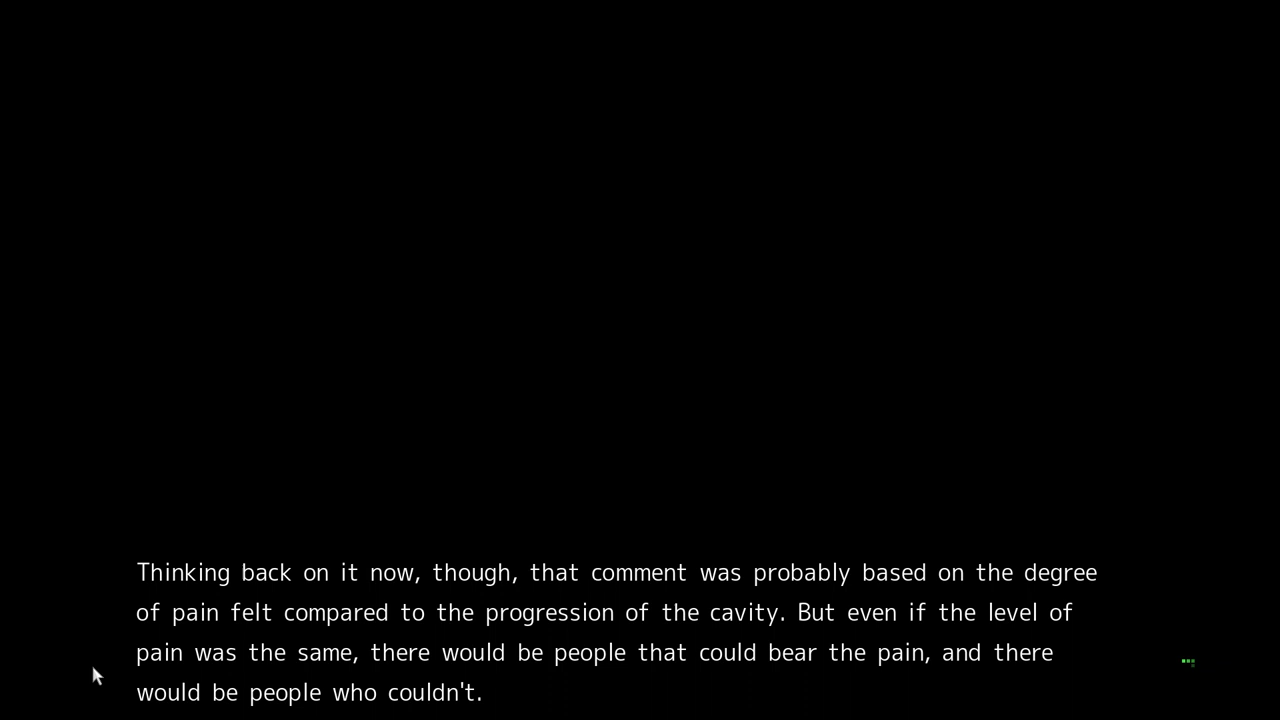 Thinking back on it now, though, that comment was probably based on the degree
of pain felt compared to the progression of the cavity. But even if the level of
pain was the same, there would be people that could bear the pain, and there
would be people who couldn't.